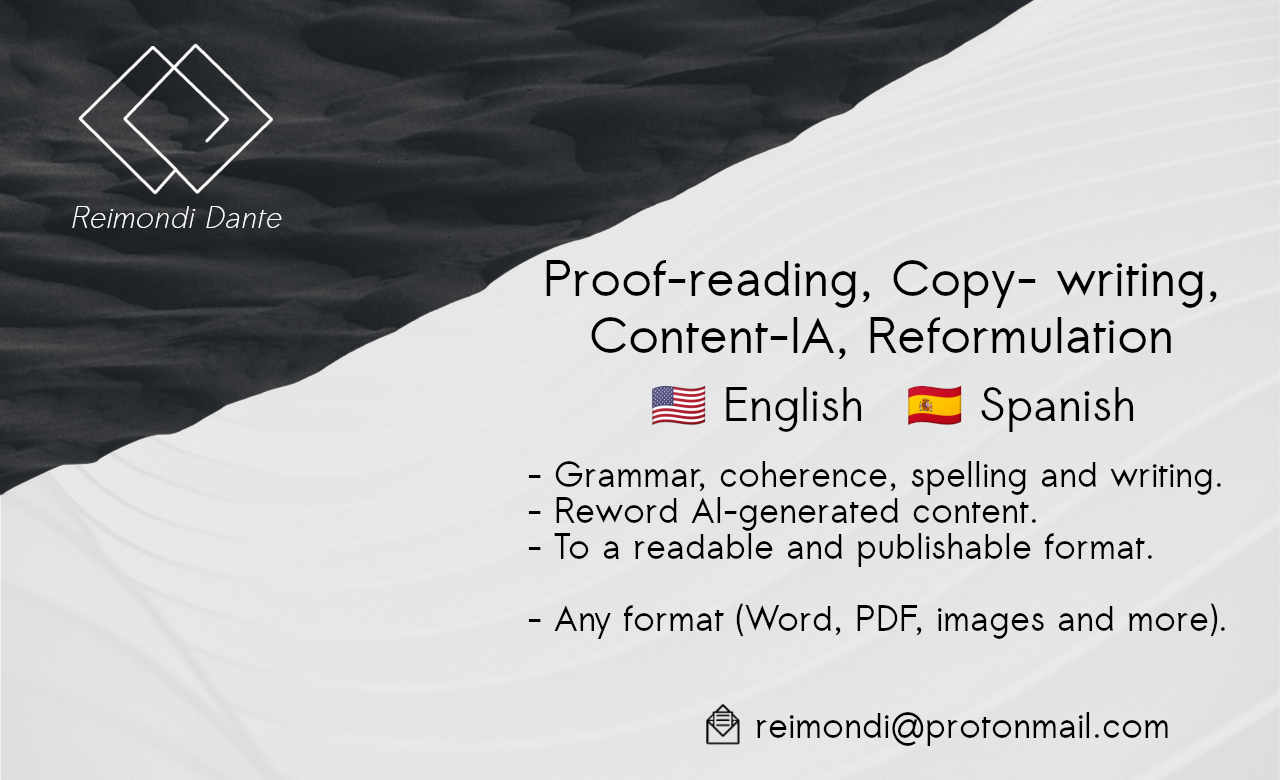 Reimondi Dante
Proof-reading, Copy- writing,
Content-IA, Reformulation
🇺🇸 English 🇪🇸 Spanish
- Grammar, coherence, spelling and writing.
- Reword AI-generated content.
- To a readable and publishable format.
- Any format (Word, PDF, images and more).
reimondi@protonmail.com